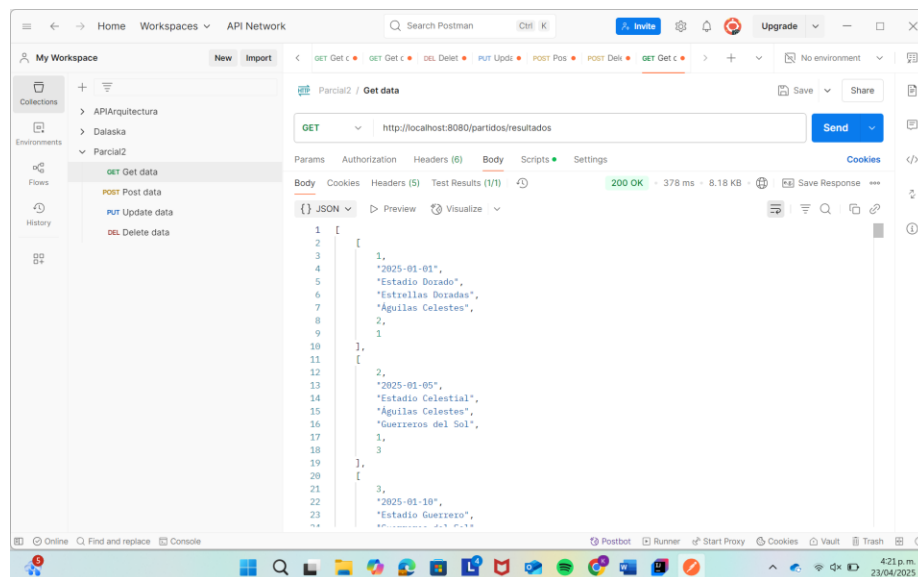 Home Workspaces API Network Search Postman Ctrl K Invite Upgrade
My Workspace New Import GET Get c GET Get c DEL Delet PUT Upda POST Pos POST Dele GET Get c No environment
Collections
Environments
Flows
History
APIArquitectura
Dalaska
Parcial2
GET Get data
POST Post data
PUT Update data
DEL Delete data
HTTP Parcial2 / Get data Save Share
GET http://localhost:8080/partidos/resultados Send
Params Authorization Headers (6) Body Scripts Settings Cookies
Body Cookies Headers (5) Test Results (1/1) 200 OK 378 ms 8.18 KB Save Response
{} JSON Preview Visualize
1 [
2 [
3 1,
4 "2025-01-01",
5 "Estadio Dorado",
6 "Estrellas Doradas",
7 "Águilas Celestes",
8 2,
9 1
10 ],
11 [
12 2,
13 "2025-01-05",
14 "Estadio Celestial",
15 "Águilas Celestes",
16 "Guerreros del Sol",
17 1,
18 3
19 ],
20 [
21 3,
22 "2025-01-10",
23 "Estadio Guerrero",
Online Find and replace Console Postbot Runner Start Proxy Cookies Vault Trash
4:21 p. m.
23/04/2025